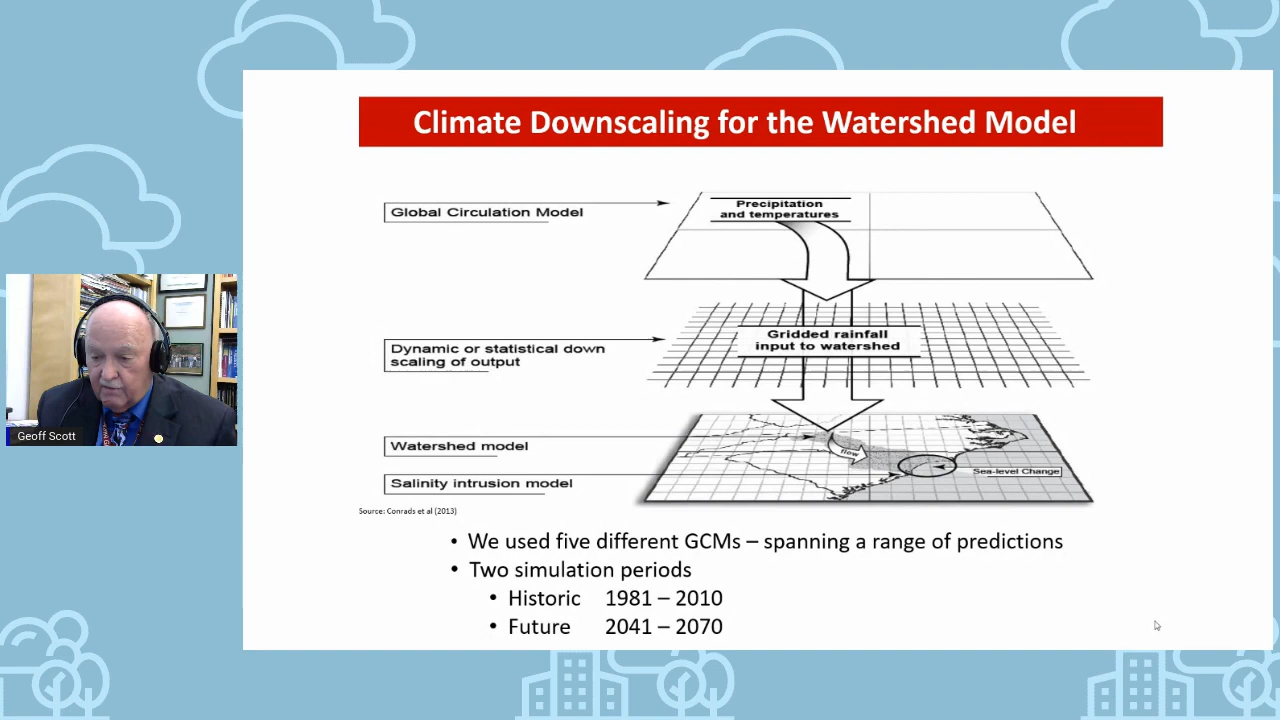 Climate Downscaling for the Watershed Model
Global Circulation Model
Precipitation
and temperatures
Dynamic or statistical down
scaling of output
Gridded rainfall
input to watershed
Watershed model
flow
Sea-level Change
Salinity intrusion model
Source: Conrads et al (2013)
• We used five different GCMs – spanning a range of predictions
• Two simulation periods
• Historic 1981 – 2010
• Future 2041 – 2070
Geoff Scott